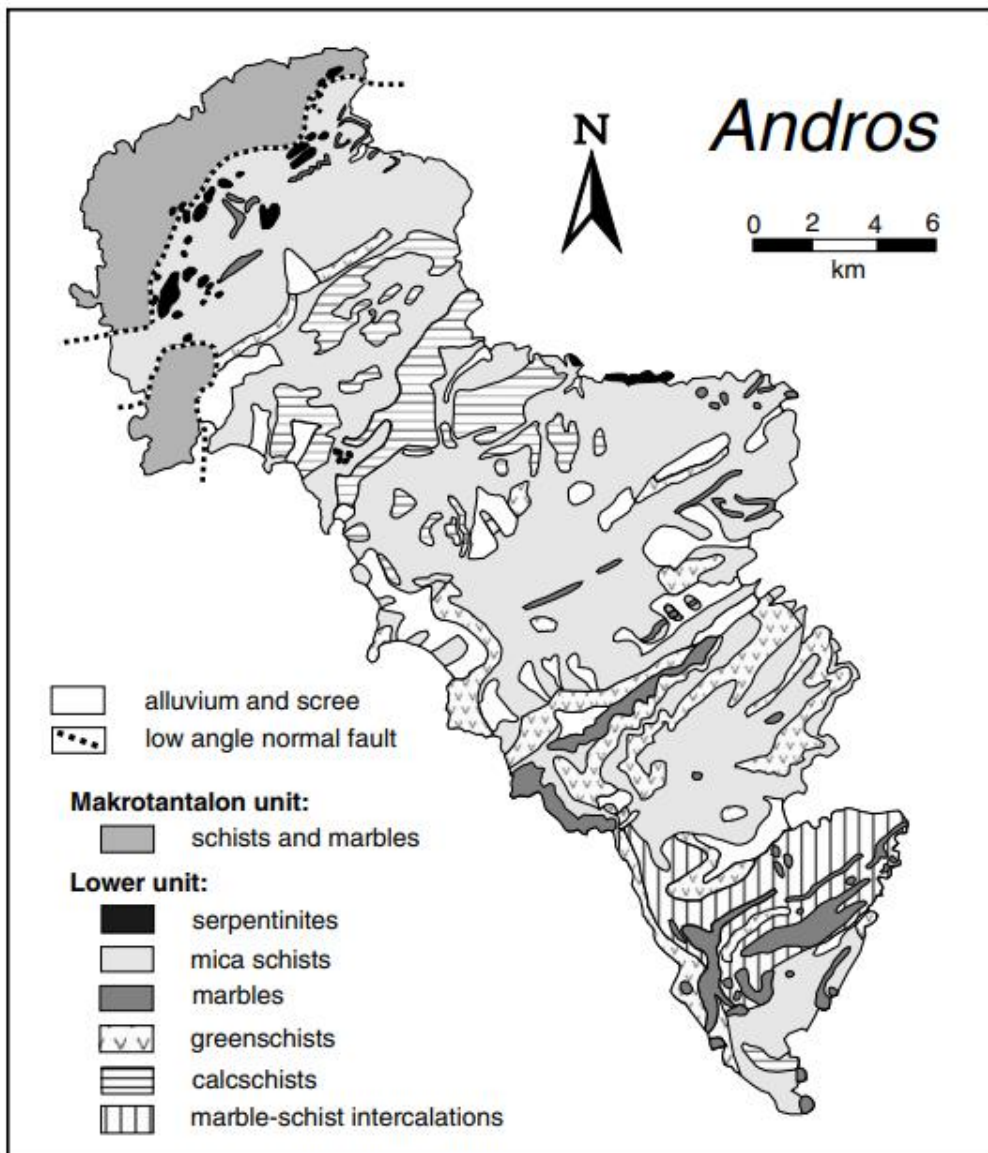 Andros
N
0 2 4 6
km
alluvium and scree
low angle normal fault
Makrotantalon unit:
schists and marbles
Lower unit:
serpentinites
mica schists
marbles
greenschists
calcschists
marble-schist intercalations